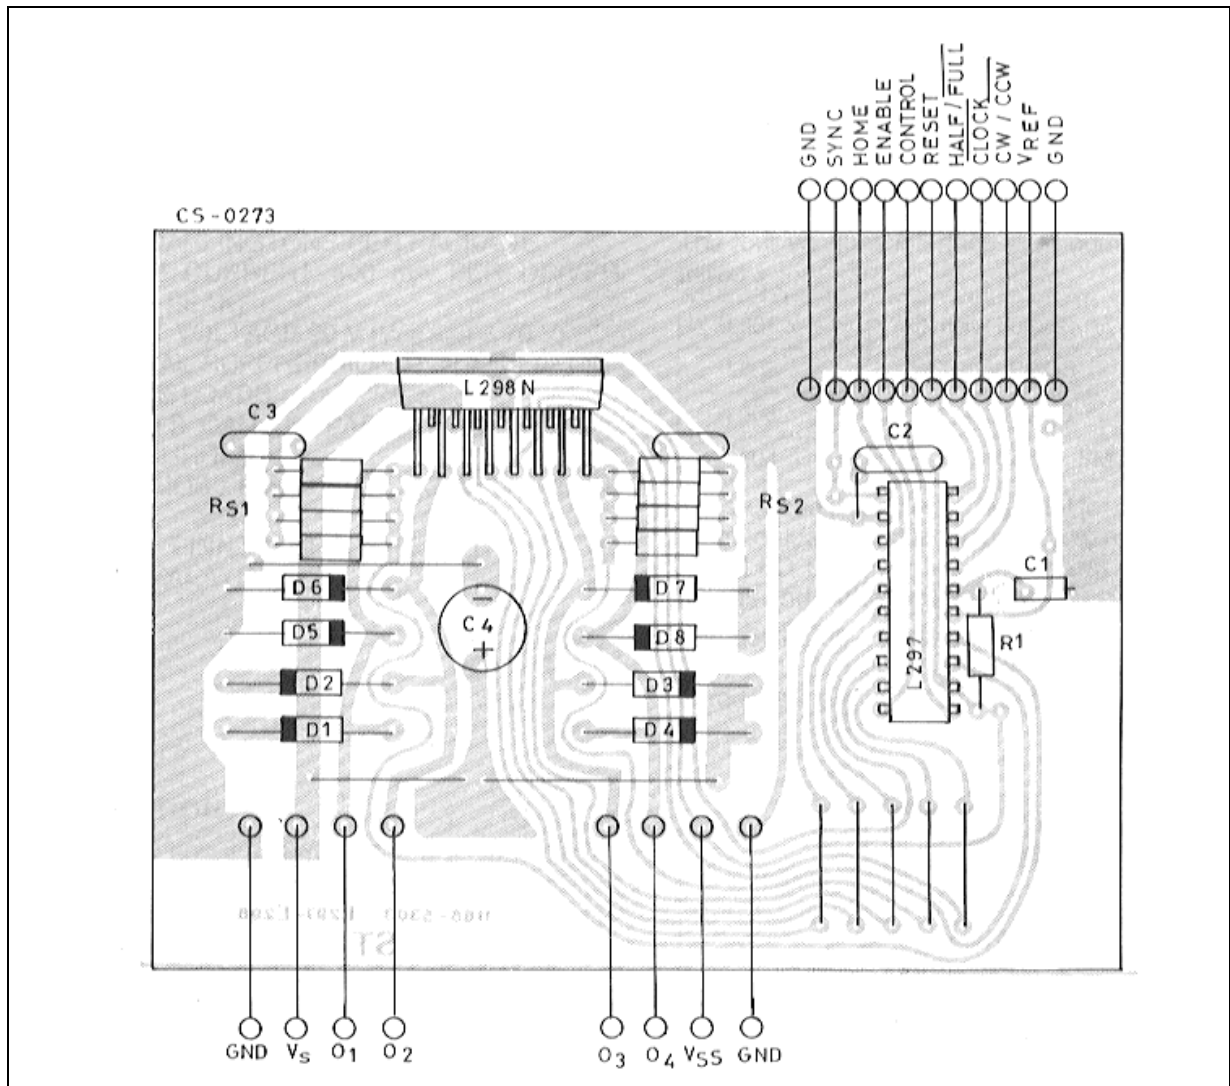 GND
SYNC
HOME
ENABLE
CONTROL
RESET
HALF/FULL
CLOCK
CW / CCW
VREF
GND
CS-0273
L298N
C3
C2
RS1
RS2
C1
D6
D7
C4
D5
D8
R1
L297
D2
D3
D1
D4
ST
GND VS O1 O2 O3 O4 VSS GND